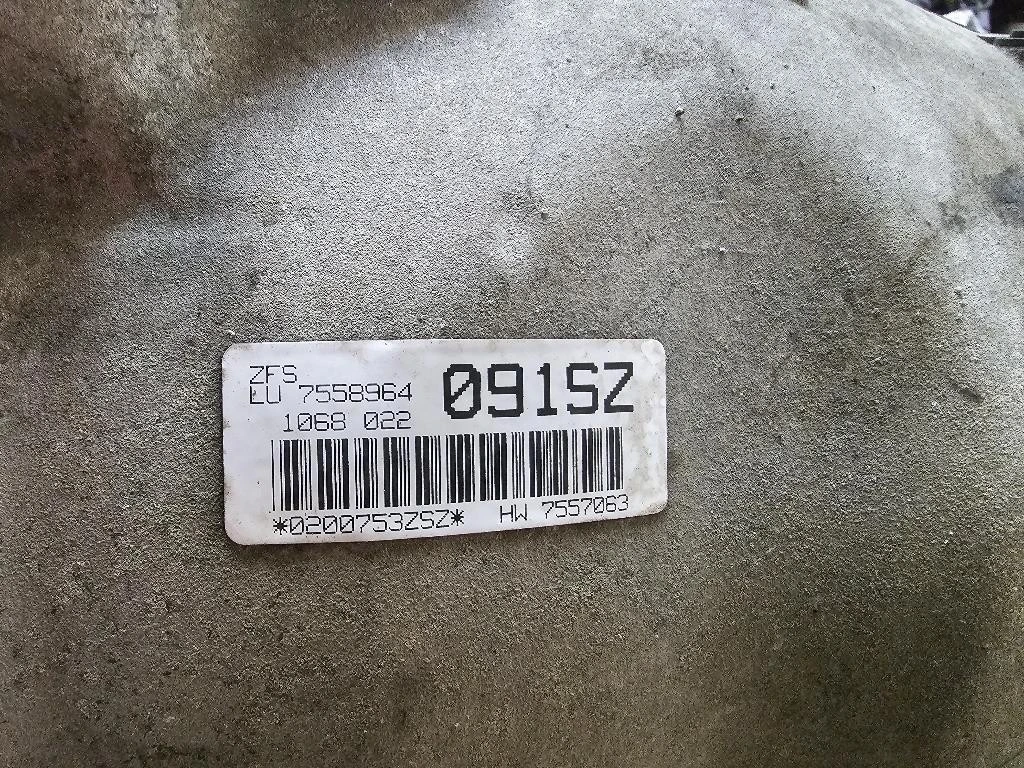 ZFS
LU 7558964
1068 022
091SZ
*0200753ZSZ*
HW 7557063